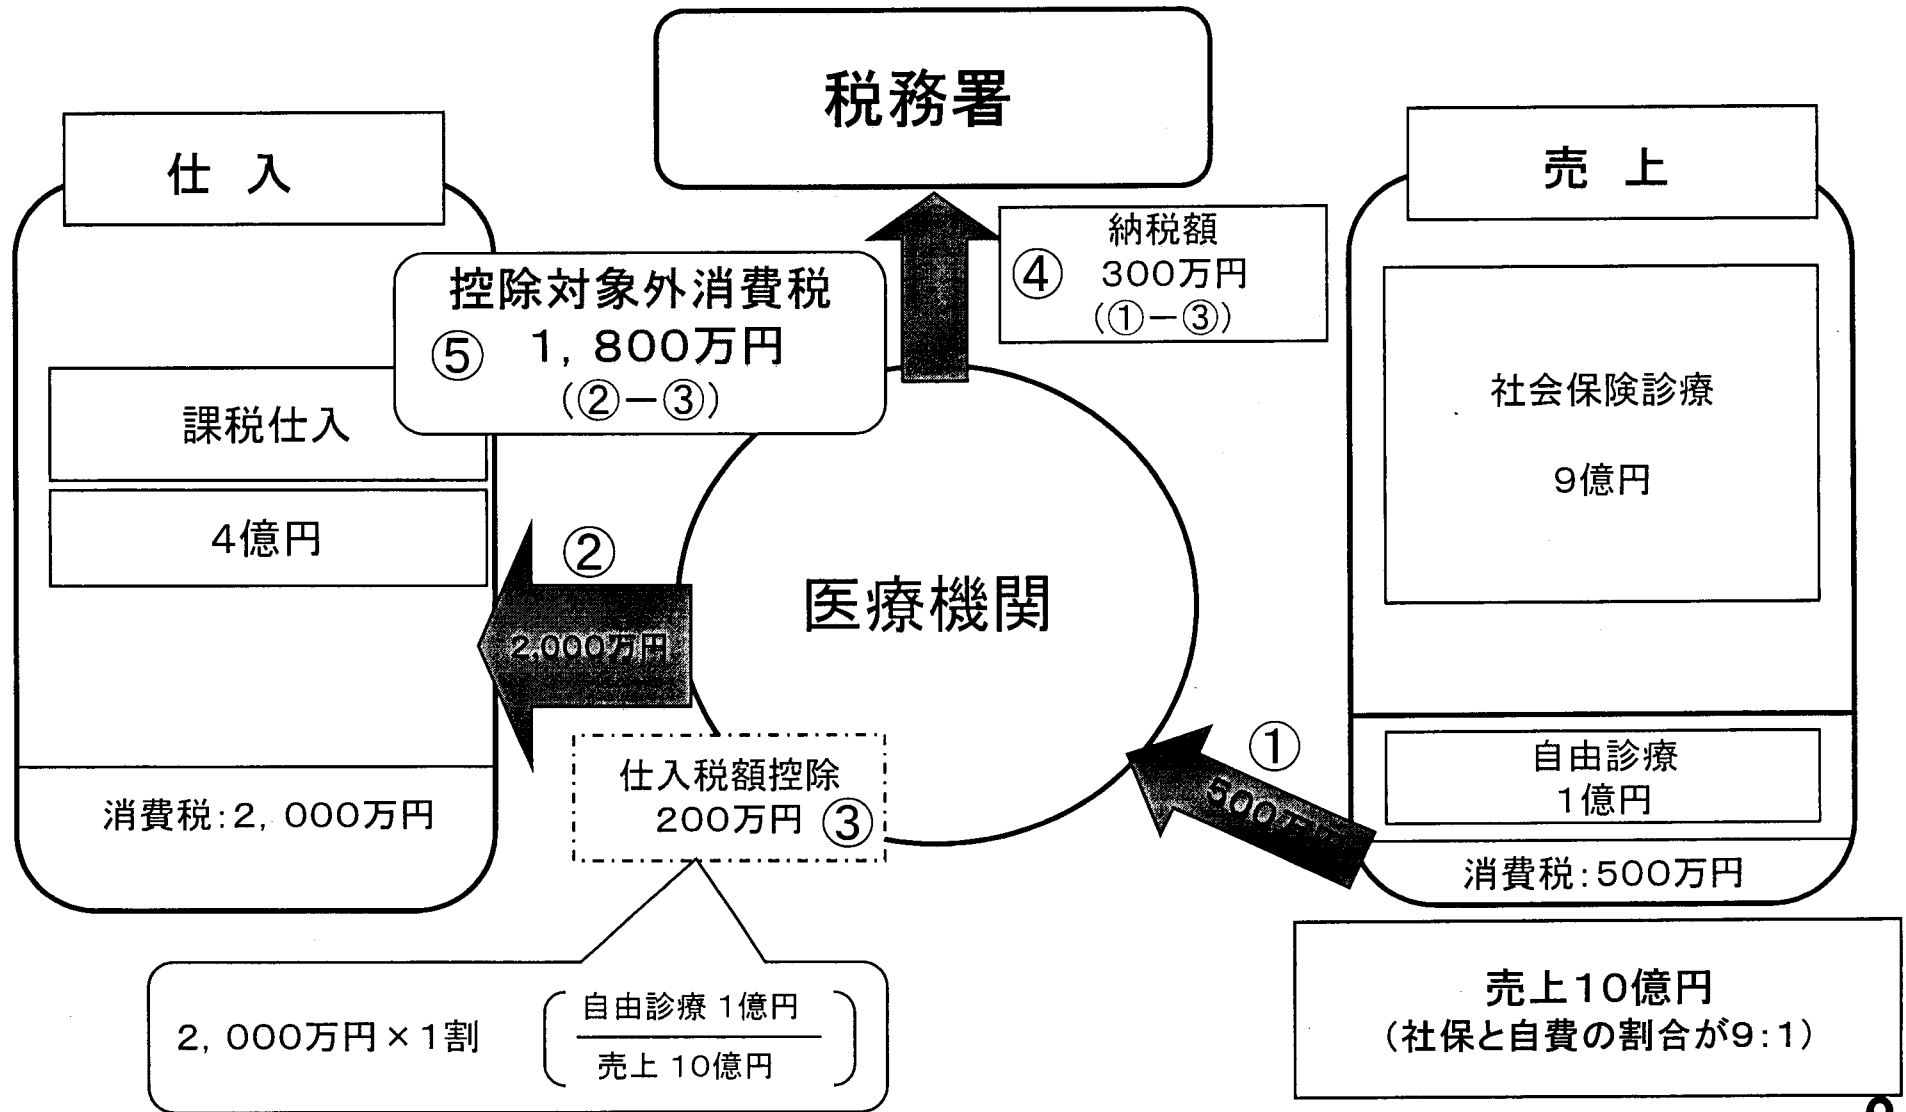 税務署
仕 入
売 上
納税額
④ 300万円
(①－③)
控除対象外消費税
⑤ 1,800万円
(②－③)
課税仕入
4億円
社会保険診療
9億円
②
2,000万円
医療機関
①
仕入税額控除
200万円 ③
自由診療
1億円
消費税:2,000万円
消費税:500万円
2,000万円×1割
自由診療 1億円
売上 10億円
売上10億円
(社保と自費の割合が9:1)